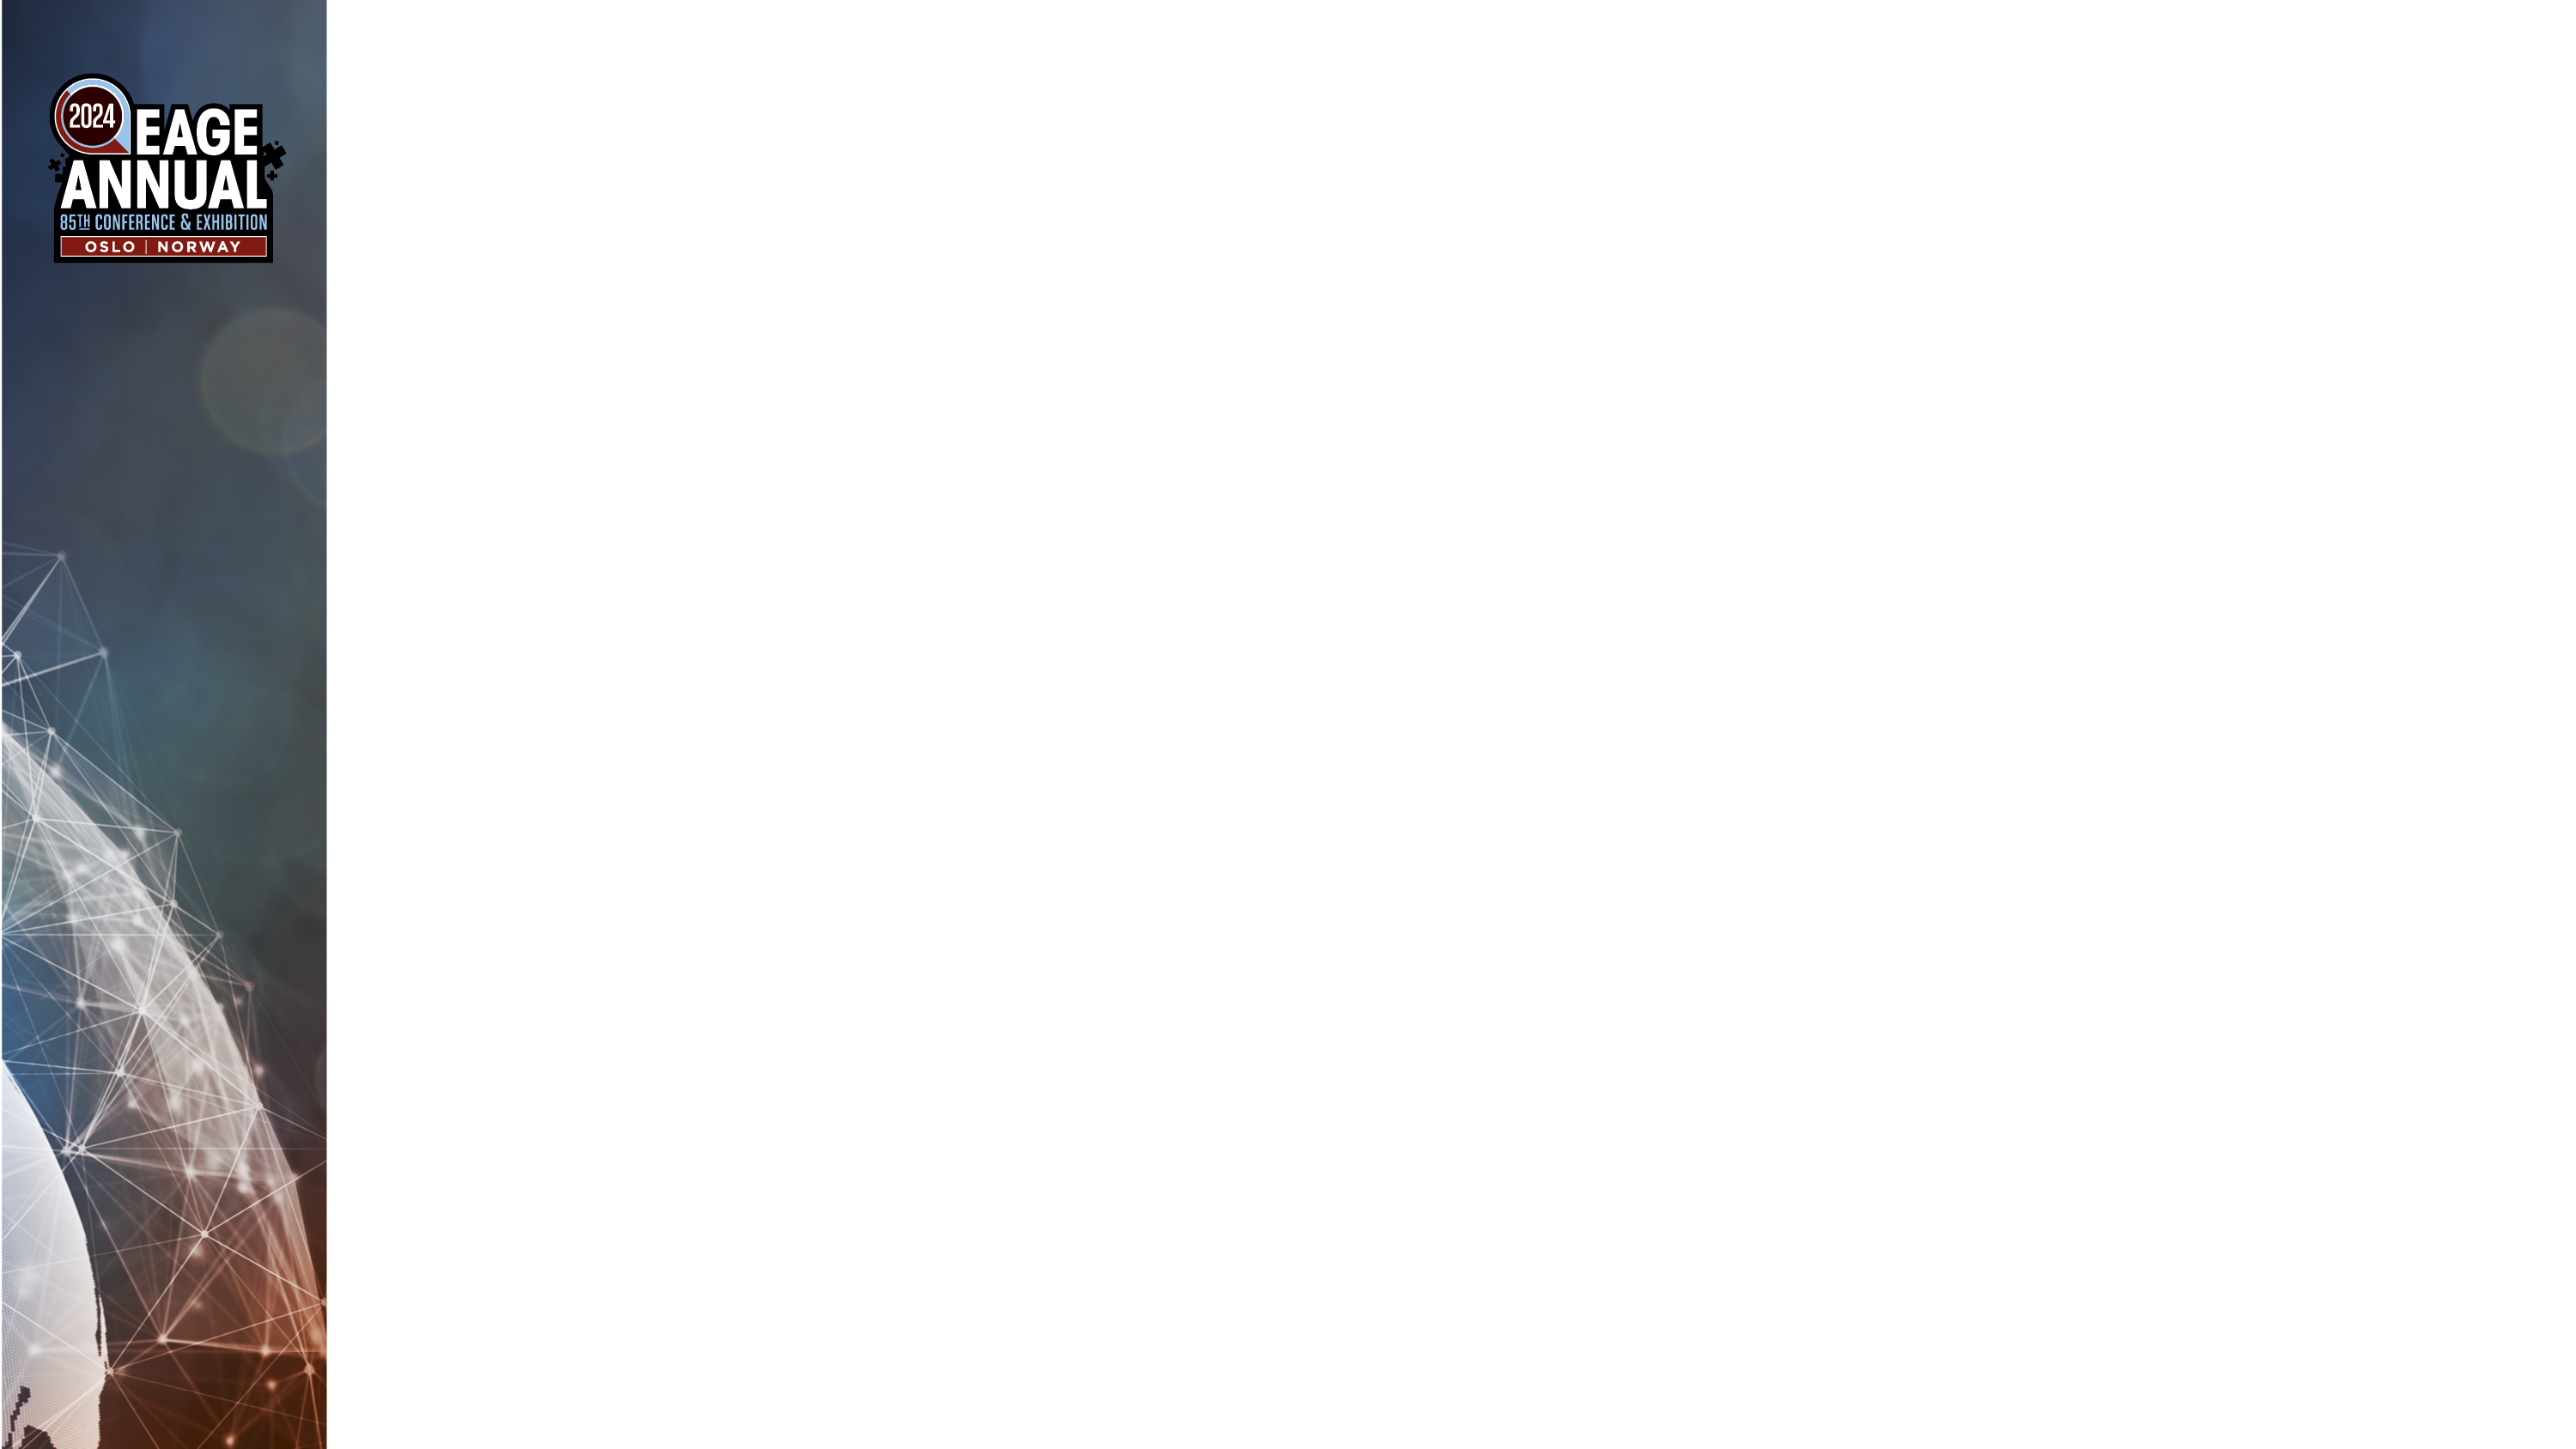 2024
EAGE
ANNUAL
85TH CONFERENCE & EXHIBITION
OSLO | NORWAY